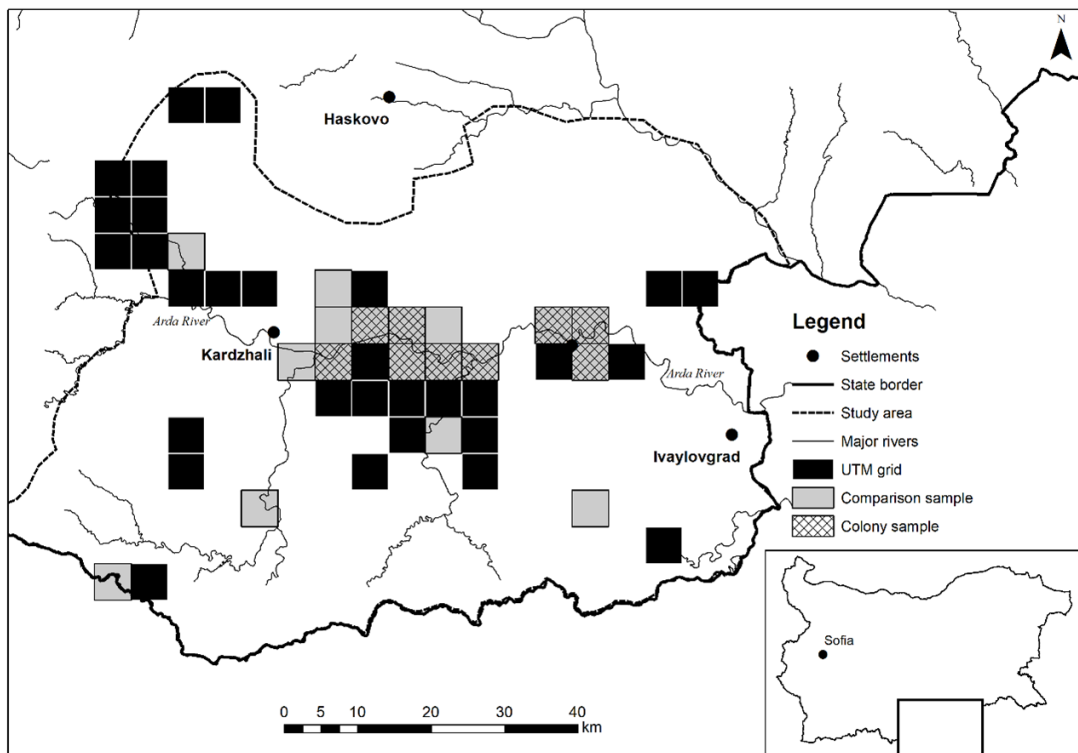 N
Haskovo
Arda River
Kardzhali
Arda River
Ivaylovgrad
Legend
Settlements
State border
Study area
Major rivers
UTM grid
Comparison sample
Colony sample
Sofia
0 5 10 20 30 40
km